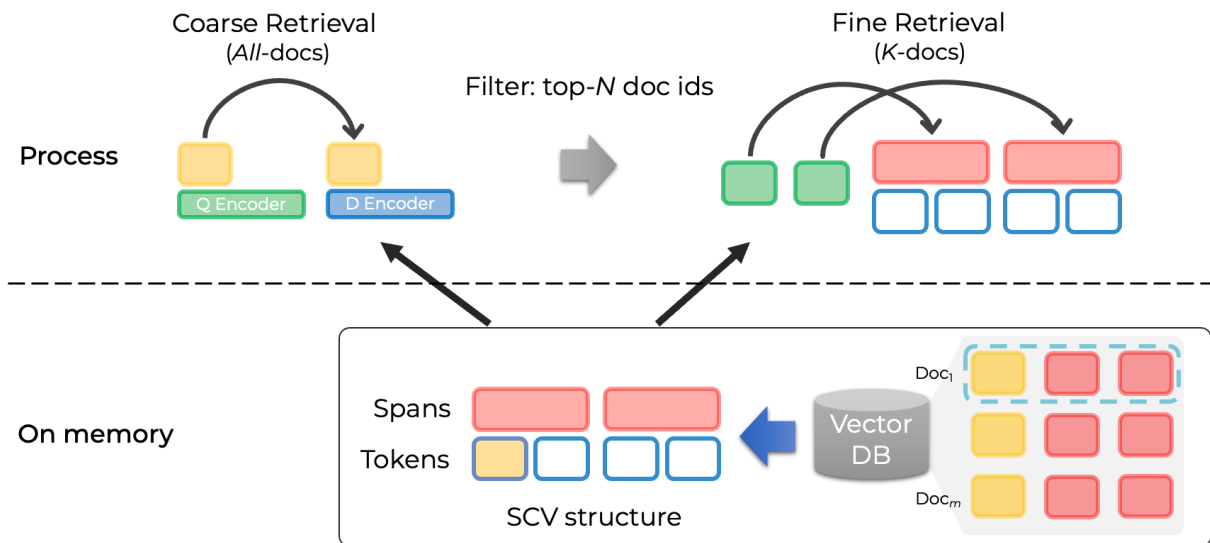 Coarse Retrieval
(All-docs)
Filter: top-N doc ids
Fine Retrieval
(K-docs)
Process
Q Encoder
D Encoder
On memory
Spans
Tokens
SCV structure
Vector
DB
Doc1
Docm